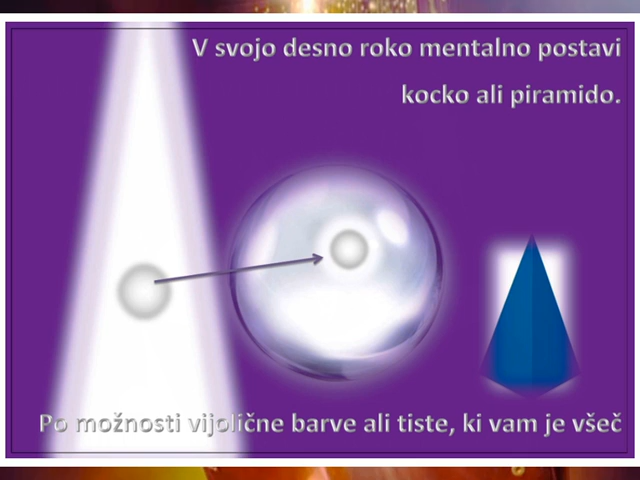 V svojo desno roko mentalno postavi
kocko ali piramido.
Po možnosti vijolične barve ali tiste, ki vam je všeč